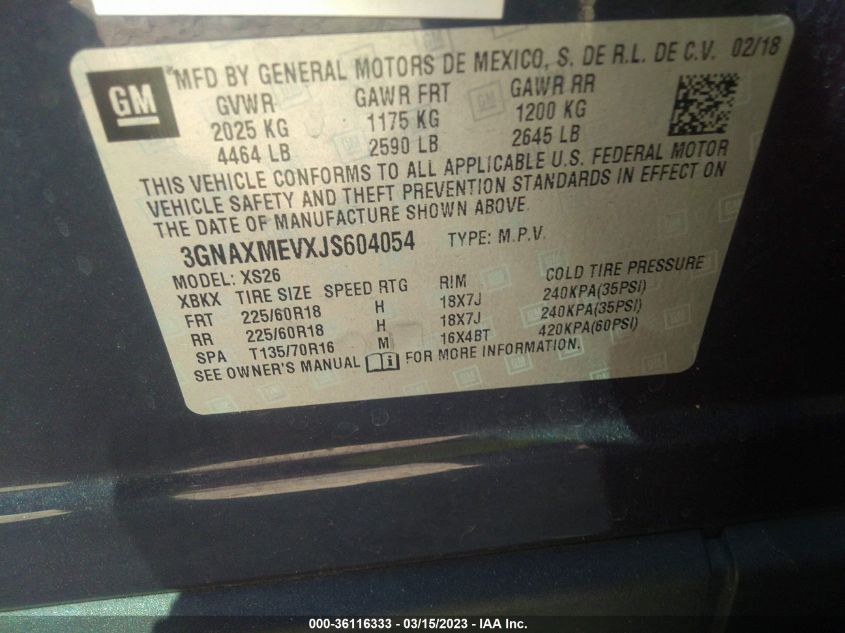 GM
MFD BY GENERAL MOTORS DE MEXICO, S. DE R.L. DE C.V. 02/18
GVWR GAWR FRT GAWR RR
2025 KG 1175 KG 1200 KG
4464 LB 2590 LB 2645 LB
THIS VEHICLE CONFORMS TO ALL APPLICABLE U.S. FEDERAL MOTOR
VEHICLE SAFETY AND THEFT PREVENTION STANDARDS IN EFFECT ON
THE DATE OF MANUFACTURE SHOWN ABOVE.
3GNAXMEVXJS604054 TYPE: M.P.V.
MODEL: XS26
XBKX TIRE SIZE SPEED RTG RIM COLD TIRE PRESSURE
FRT 225/60R18 H 18X7J 240KPA(35PSI)
RR 225/60R18 H 18X7J 240KPA(35PSI)
SPA T135/70R16 M 16X4BT 420KPA(60PSI)
SEE OWNER'S MANUAL i FOR MORE INFORMATION.
000-36116333 - 03/15/2023 - IAA Inc.